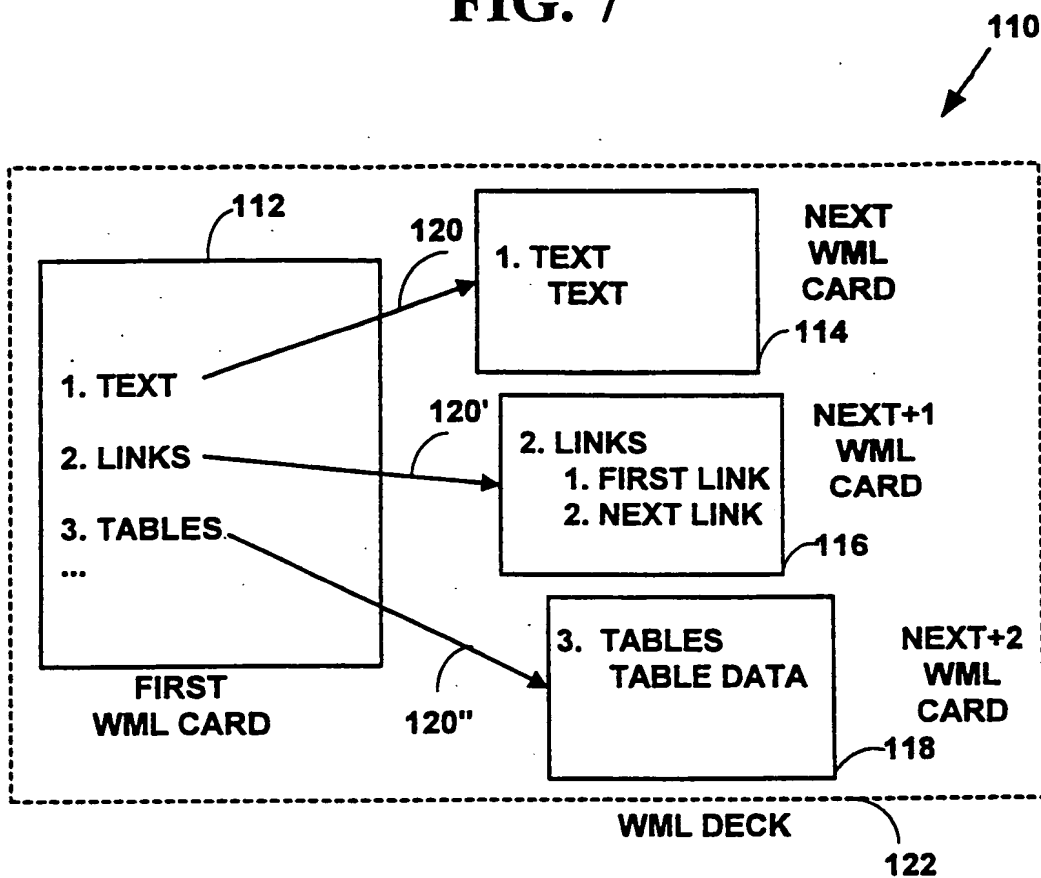 FIG. 7
110
112
120
1. TEXT
TEXT
NEXT
WML
CARD
114
1. TEXT
2. LINKS
3. TABLES
...
120'
2. LINKS
1. FIRST LINK
2. NEXT LINK
NEXT+1
WML
CARD
116
FIRST
WML CARD
120"
3. TABLES
TABLE DATA
NEXT+2
WML
CARD
118
WML DECK
122